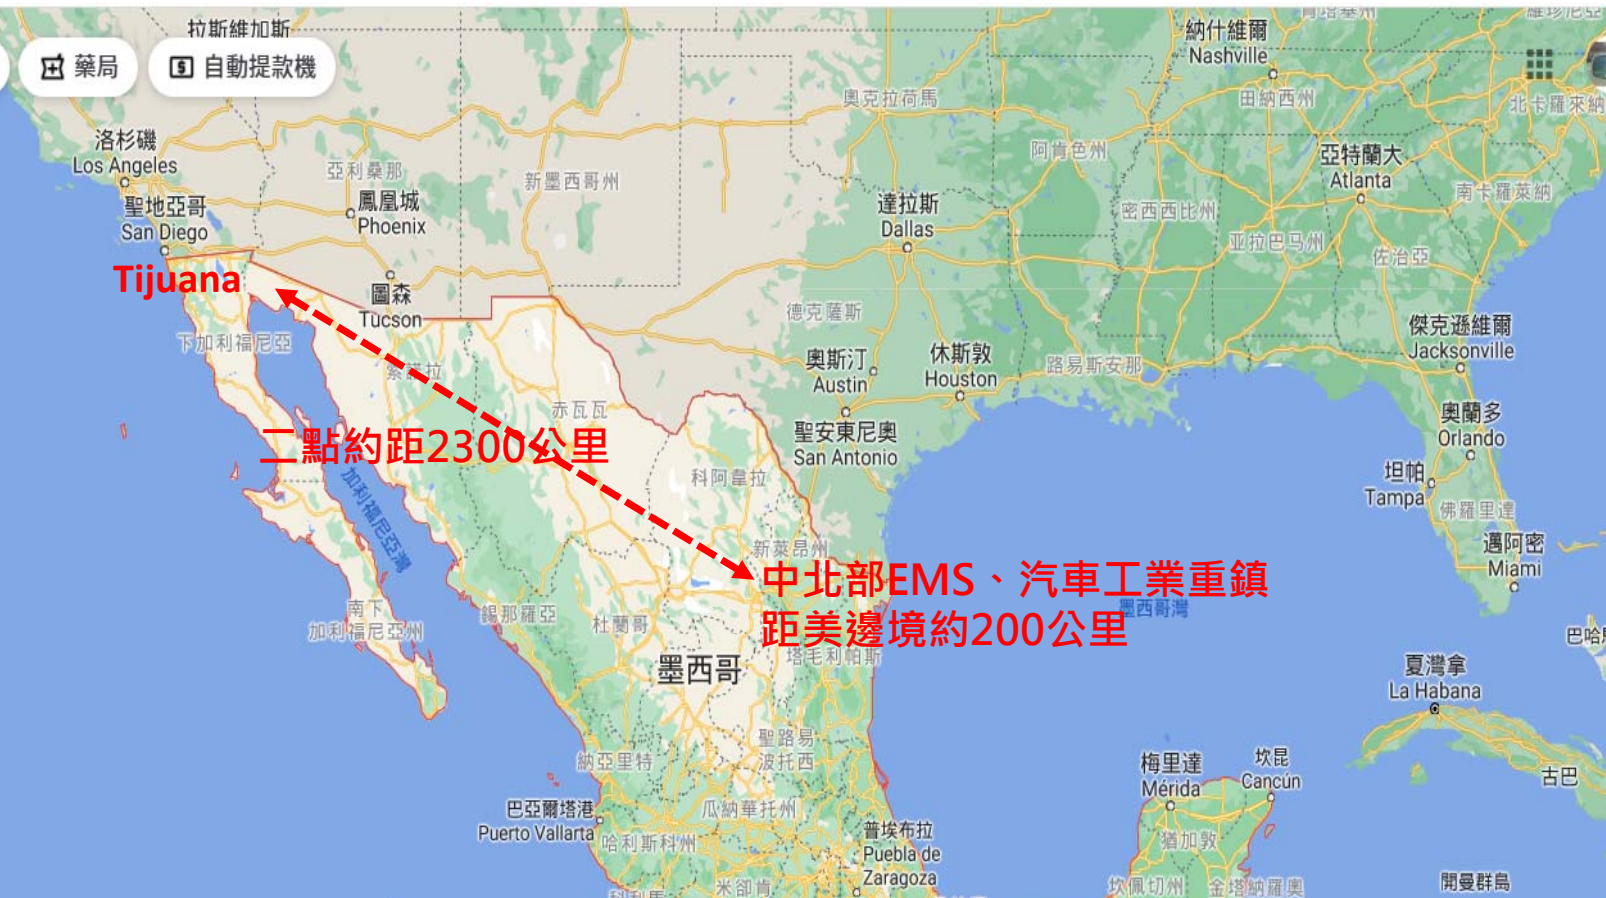 拉斯維加斯
藥局
自動提款機
納什維爾
Nashville
田納西州
奧克拉荷馬
北卡羅來納
洛杉磯
Los Angeles
亞利桑那
新墨西哥州
阿肯色州
亞特蘭大
Atlanta
南卡羅萊納
聖地亞哥
San Diego
鳳凰城
Phoenix
達拉斯
Dallas
密西西比州
亚拉巴马州
佐治亞
Tijuana
圖森
Tucson
德克薩斯
傑克遜維爾
Jacksonville
下加利福尼亞
索諾拉
奧斯汀
Austin
休斯敦
Houston
路易斯安那
赤瓦瓦
聖安東尼奧
San Antonio
奧蘭多
Orlando
二點約距2300公里
科阿韋拉
坦帕
Tampa
佛羅里達
加利福尼亞灣
新萊昂州
邁阿密
Miami
中北部EMS、汽車工業重鎮
距美邊境約200公里
墨西哥灣
南下
加利福尼亞州
錫那羅亞
杜蘭哥
塔毛利帕斯
墨西哥
夏灣拿
La Habana
聖路易
波托西
納亞里特
梅里達
Mérida
坎昆
Cancún
古巴
巴亞爾塔港
Puerto Vallarta
瓜納華托州
哈利斯科州
普埃布拉
Puebla de
Zaragoza
猶加敦
米卻肯
坎佩切州
金塔納羅奧
開曼群島